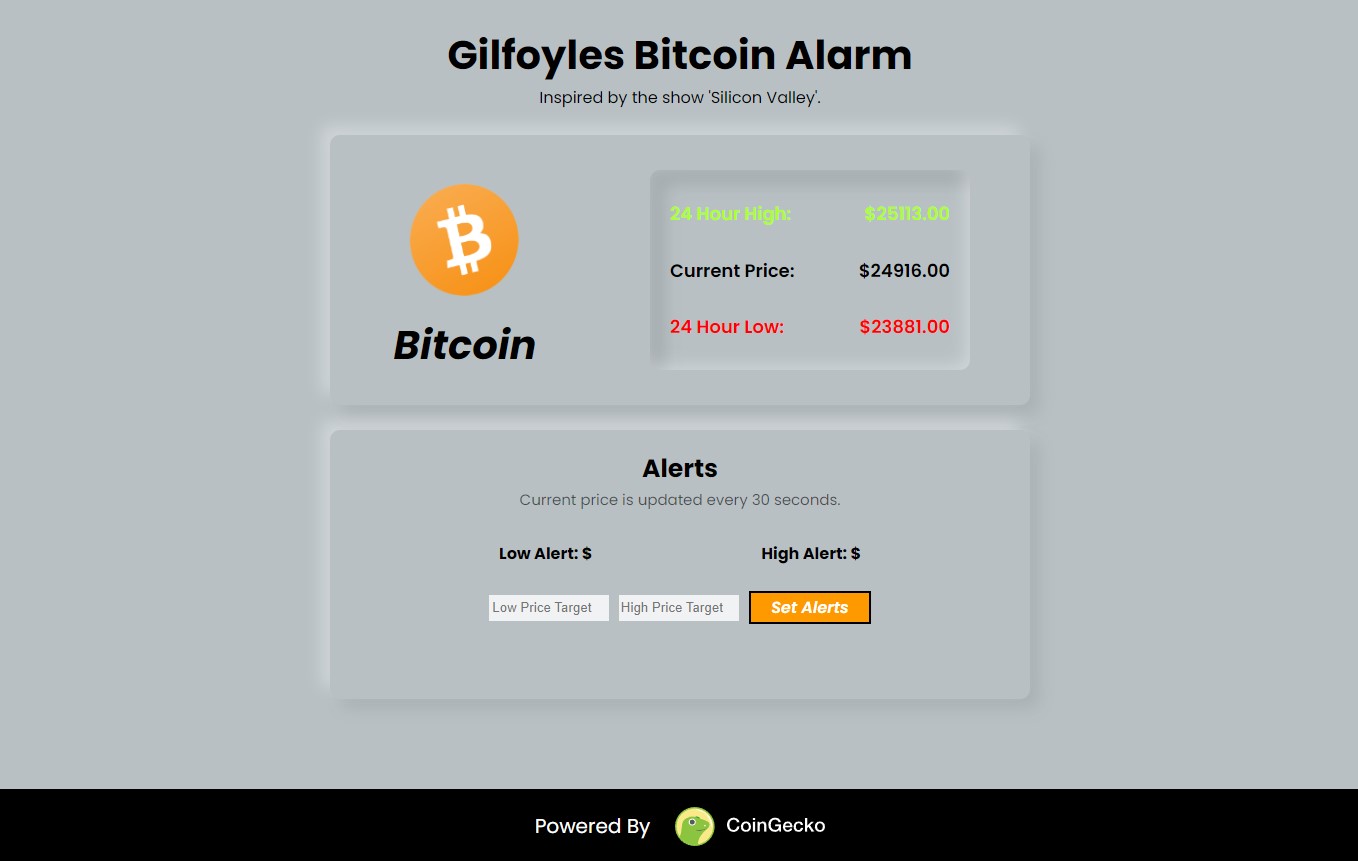 Gilfoyles Bitcoin Alarm
Inspired by the show 'Silicon Valley'.
Bitcoin
24 Hour High: $25113.00
Current Price: $24916.00
24 Hour Low: $23881.00
Alerts
Current price is updated every 30 seconds.
Low Alert: $ High Alert: $
Low Price Target High Price Target Set Alerts
Powered By CoinGecko